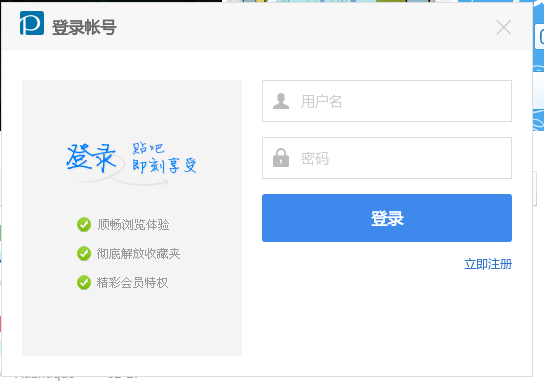 登录帐号
登录 贴吧
即刻享受
顺畅浏览体验
彻底解放收藏夹
精彩会员特权
用户名
密码
登录
立即注册